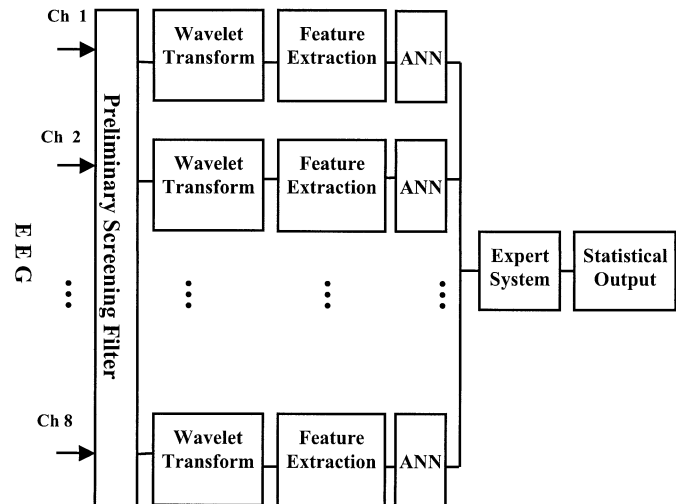 Ch 1
Wavelet
Transform
Feature
Extraction
ANN
Ch 2
Wavelet
Transform
Feature
Extraction
ANN
Preliminary Screening Filter
E E G
Expert
System
Statistical
Output
Ch 8
Wavelet
Transform
Feature
Extraction
ANN